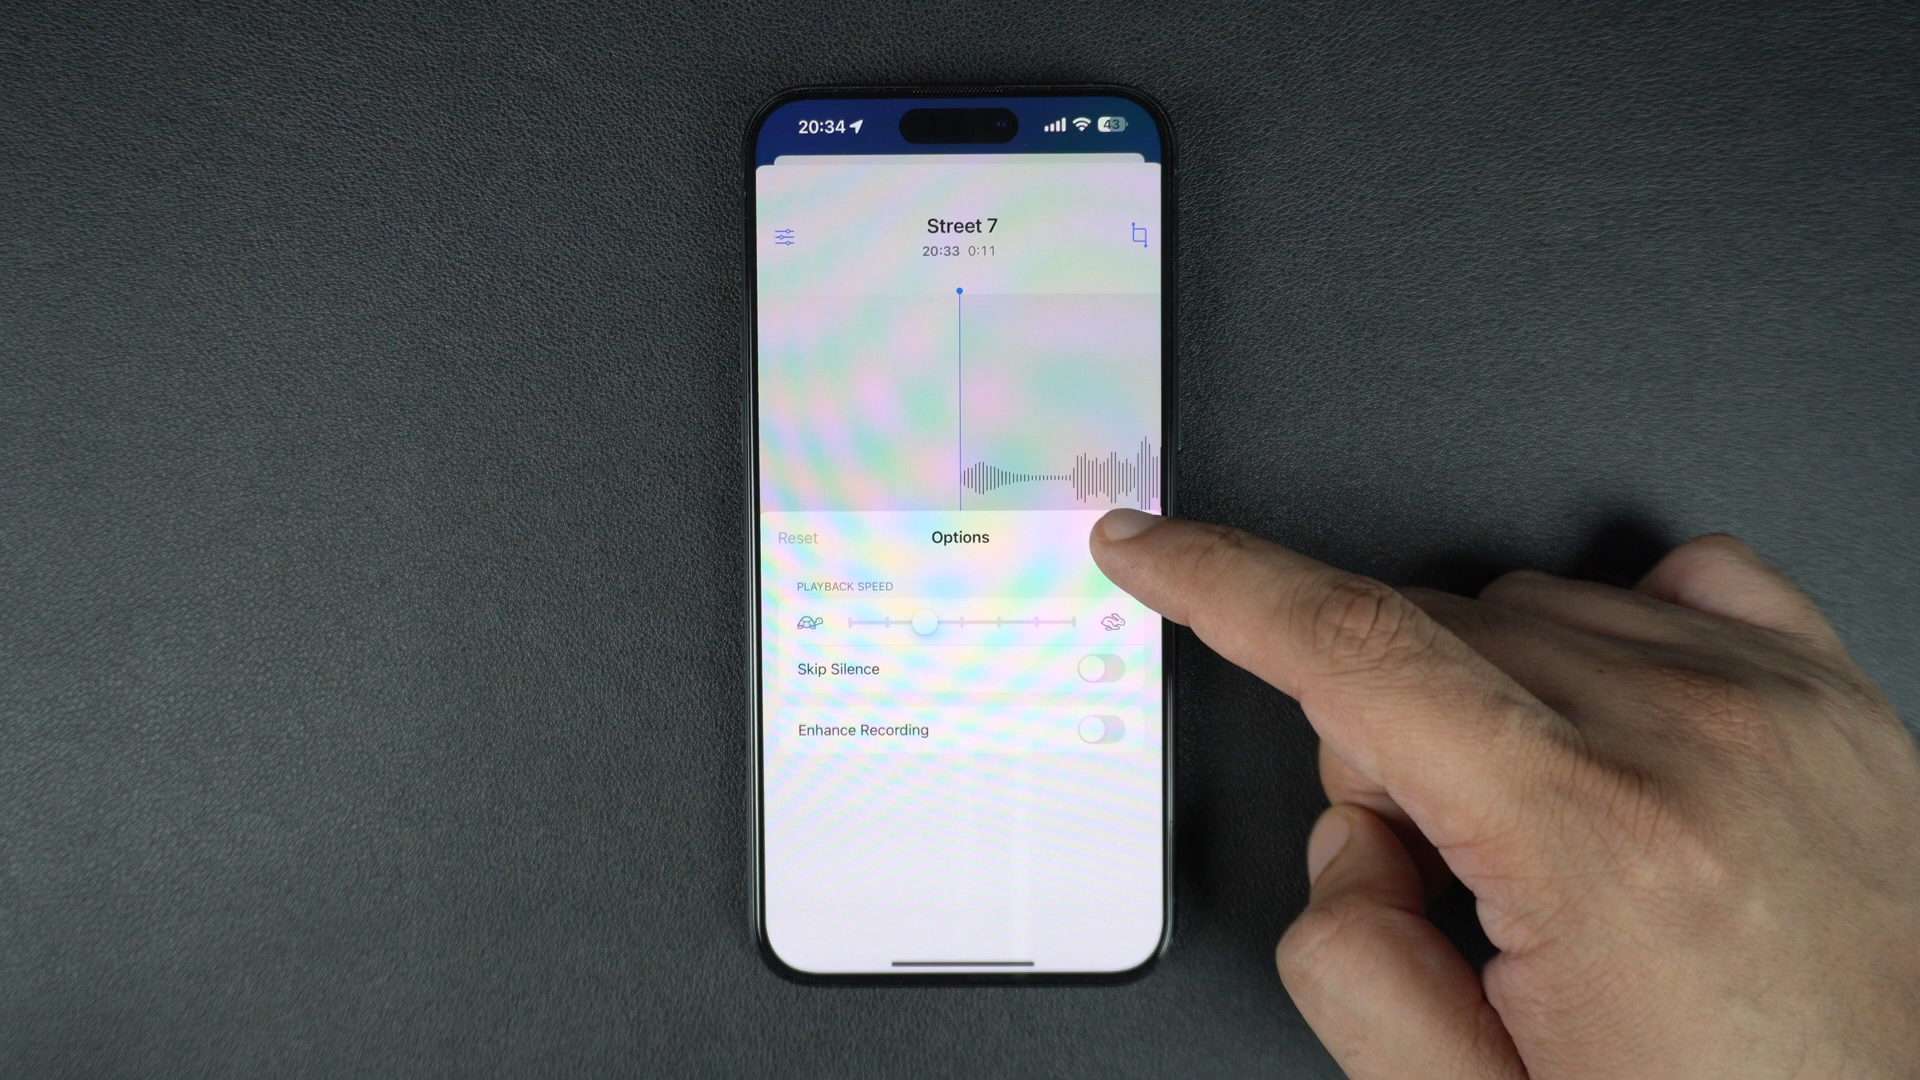 20:34
43
Street 7
20:33 0:11
Reset
Options
PLAYBACK SPEED
Skip Silence
Enhance Recording